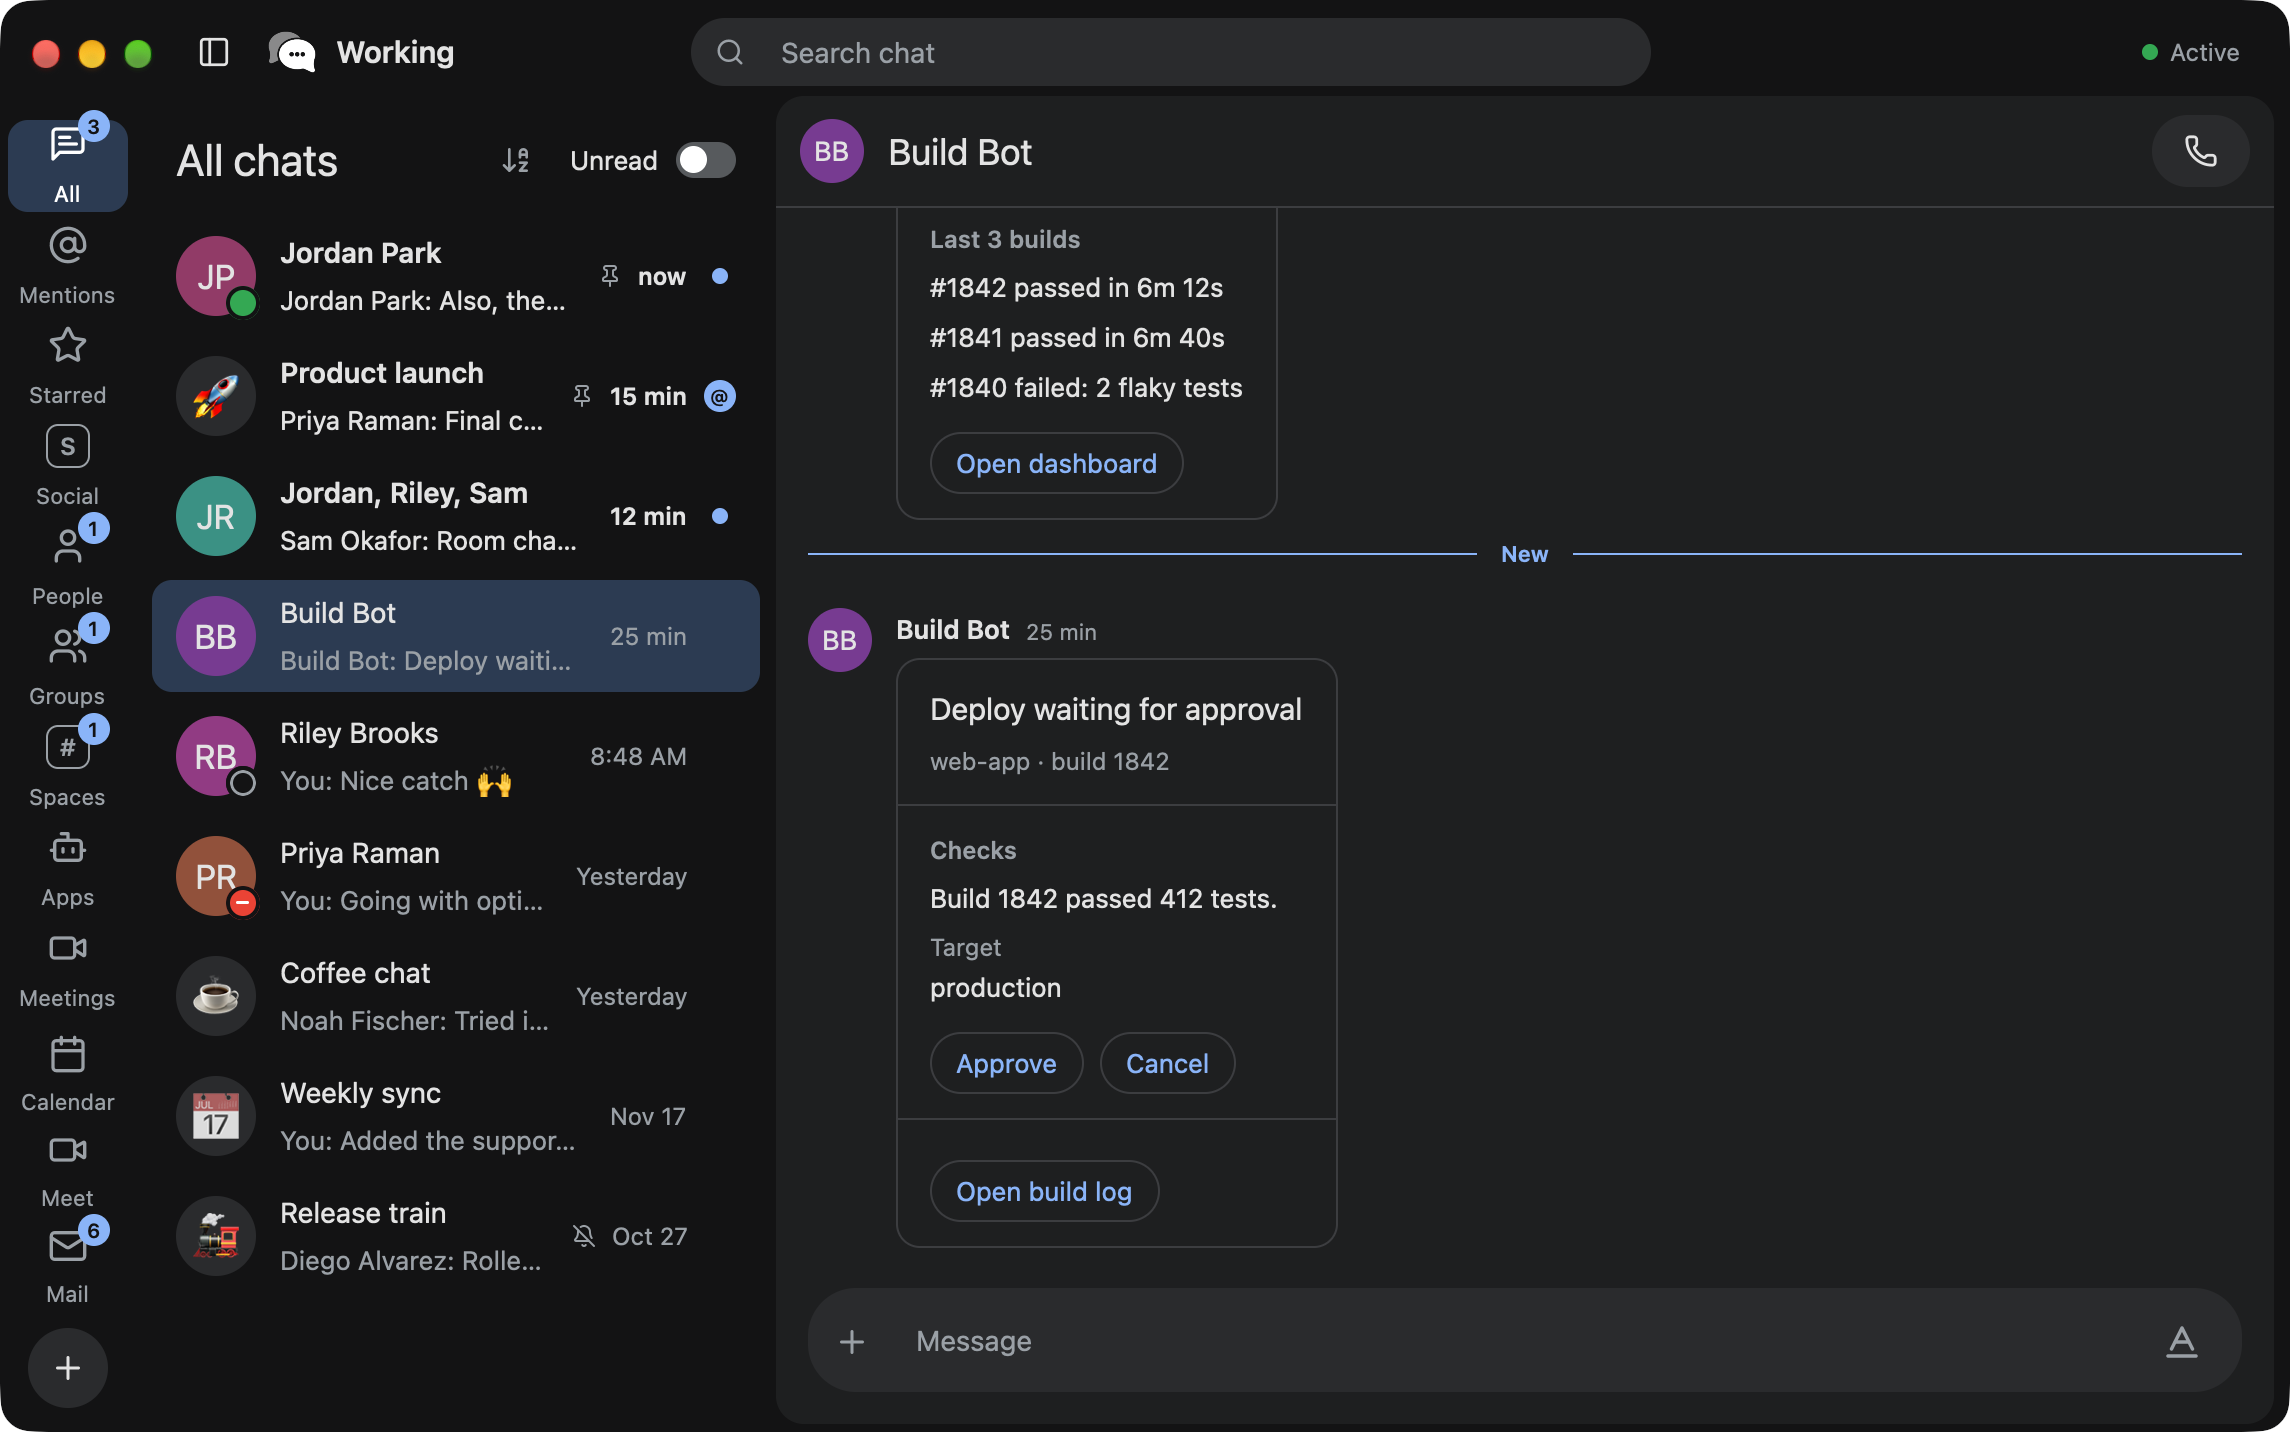 Working
Search chat
Active
3
All
Mentions
Starred
S
Social
1
People
1
Groups
#
1
Spaces
Apps
Meetings
Calendar
Meet
6
Mail
All chats
Unread
JP
Jordan Park
Jordan Park: Also, the...
now
Product launch
Priya Raman: Final c...
15 min
@
JR
Jordan, Riley, Sam
Sam Okafor: Room cha...
12 min
BB
Build Bot
Build Bot: Deploy waiti...
25 min
RB
Riley Brooks
You: Nice catch 🙌
8:48 AM
PR
Priya Raman
You: Going with opti...
Yesterday
Coffee chat
Noah Fischer: Tried i...
Yesterday
JUL
17
Weekly sync
You: Added the suppor...
Nov 17
Release train
Diego Alvarez: Rolle...
Oct 27
BB
Build Bot
Last 3 builds
#1842 passed in 6m 12s
#1841 passed in 6m 40s
#1840 failed: 2 flaky tests
Open dashboard
New
BB
Build Bot 25 min
Deploy waiting for approval
web-app · build 1842
Checks
Build 1842 passed 412 tests.
Target
production
Approve
Cancel
Open build log
Message